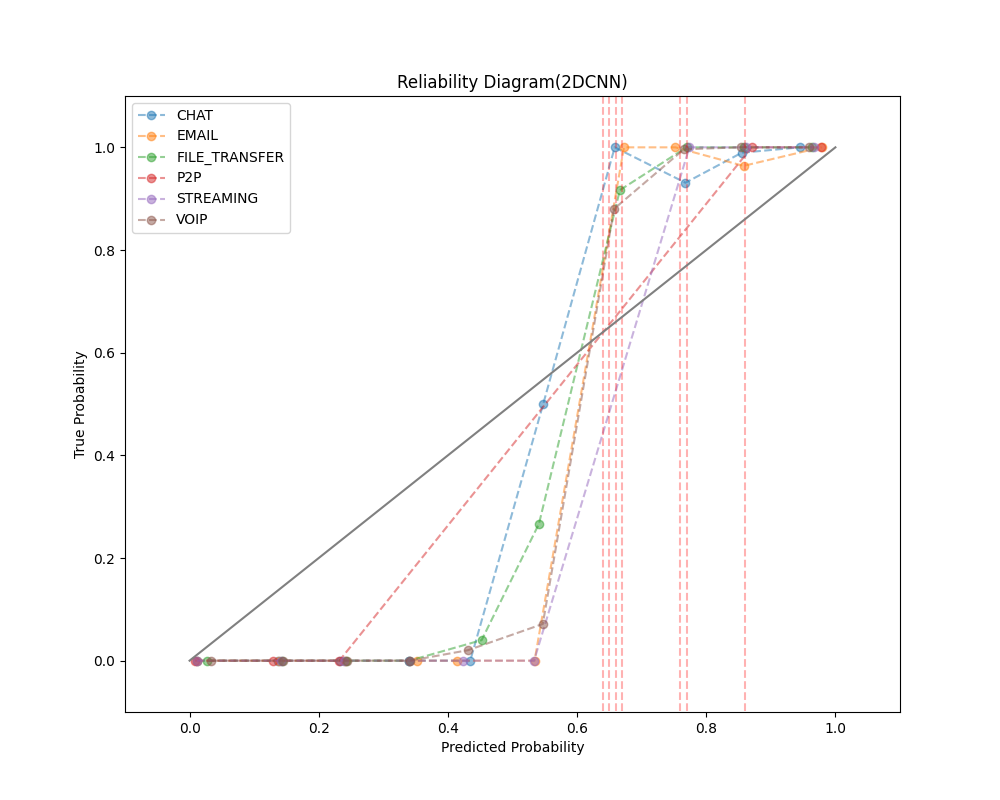 Reliability Diagram(2DCNN)
CHAT
EMAIL
FILE_TRANSFER
P2P
STREAMING
VOIP
1.0
0.8
0.6
0.4
0.2
0.0
True Probability
0.0 0.2 0.4 0.6 0.8 1.0
Predicted Probability